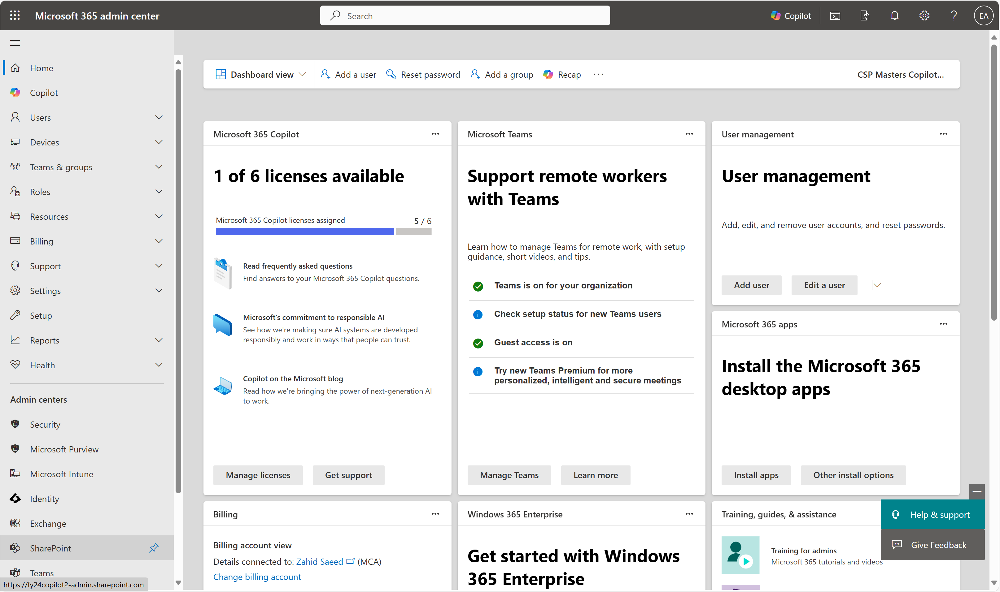 Microsoft 365 admin center
Search
Copilot
EA
Home
Copilot
Users
Devices
Teams & groups
Roles
Resources
Billing
Support
Settings
Setup
Reports
Health
Admin centers
Security
Microsoft Purview
Microsoft Intune
Identity
Exchange
SharePoint
Teams
https://fy24copilot2-admin.sharepoint.com
Dashboard view
Add a user
Reset password
Add a group
Recap
CSP Masters Copilot...
Microsoft 365 Copilot
1 of 6 licenses available
Microsoft 365 Copilot licenses assigned
5 / 6
Read frequently asked questions
Find answers to your Microsoft 365 Copilot questions.
Microsoft's commitment to responsible AI
See how we're making sure AI systems are developed
responsibly and work in ways that people can trust.
Copilot on the Microsoft blog
Read how we're bringing the power of next-generation AI
to work.
Manage licenses
Get support
Microsoft Teams
Support remote workers
with Teams
Learn how to manage Teams for remote work, with setup
guidance, short videos, and tips.
Teams is on for your organization
Check setup status for new Teams users
Guest access is on
Try new Teams Premium for more
personalized, intelligent and secure meetings
Manage Teams
Learn more
User management
User management
Add, edit, and remove user accounts, and reset passwords.
Add user
Edit a user
Microsoft 365 apps
Install the Microsoft 365
desktop apps
Install apps
Other install options
Billing
Billing account view
Details connected to: Zahid Saeed (MCA)
Change billing account
Windows 365 Enterprise
Get started with Windows
365 Enterprise
Training, guides, & assistance
Training for admins
Microsoft 365 tutorials and videos
Help & support
Give Feedback